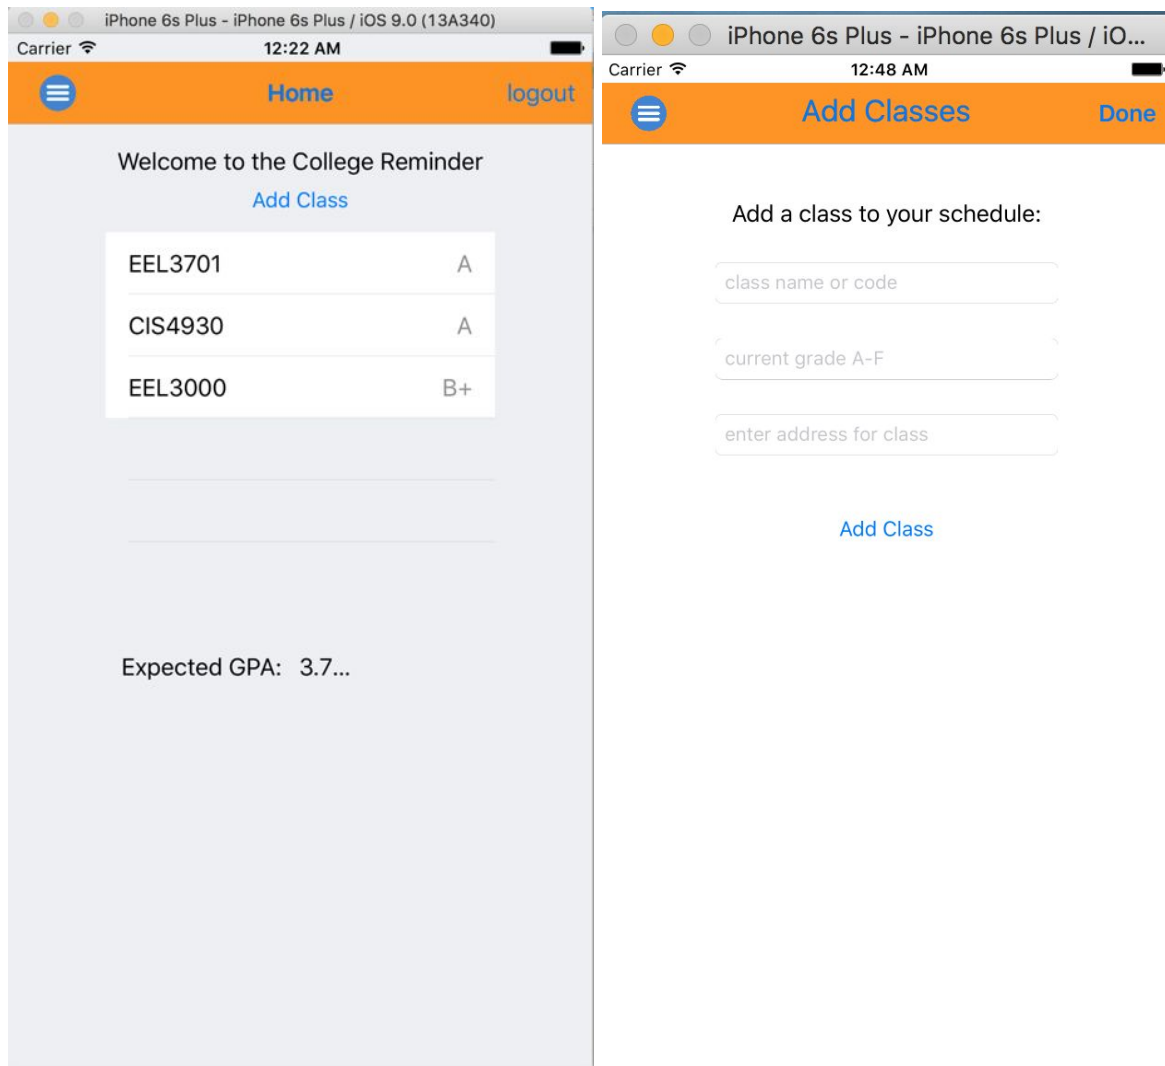 iPhone 6s Plus - iPhone 6s Plus / iOS 9.0 (13A340)
Carrier 12:22 AM
Home logout
Welcome to the College Reminder
Add Class
EEL3701 A
CIS4930 A
EEL3000 B+
Expected GPA: 3.7...
iPhone 6s Plus - iPhone 6s Plus / iO...
Carrier 12:48 AM
Add Classes Done
Add a class to your schedule:
class name or code
current grade A-F
enter address for class
Add Class